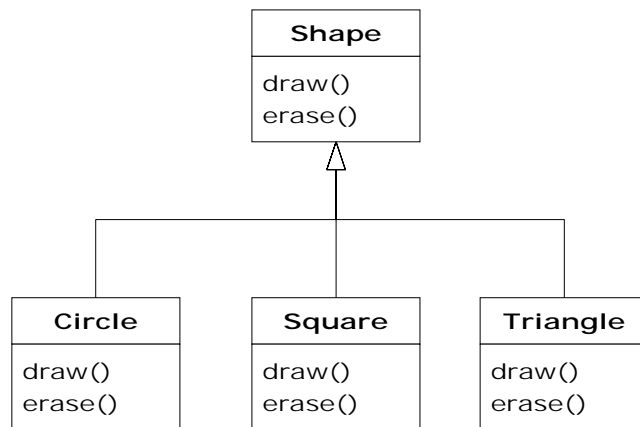 Shape
draw()
erase()
Circle
draw()
erase()
Square
draw()
erase()
Triangle
draw()
erase()